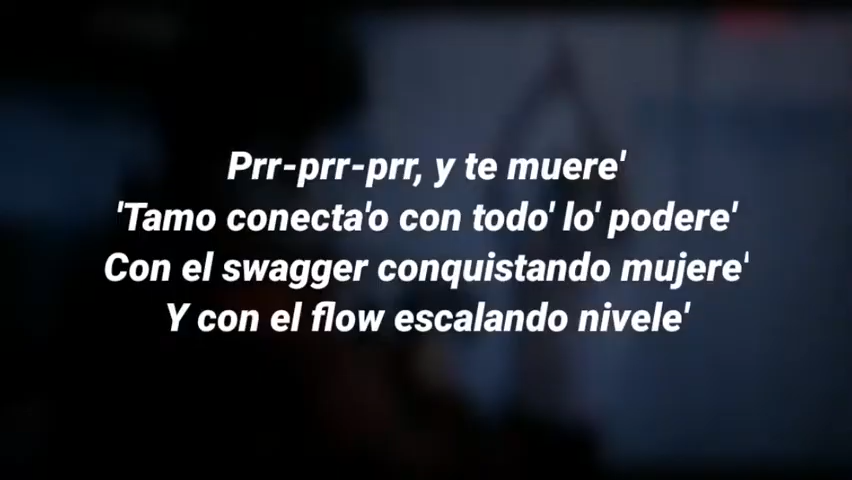 Prr-prr-prr, y te muere'
'Tamo conecta'o con todo' lo' podere'
Con el swagger conquistando mujere'
Y con el flow escalando nivele'